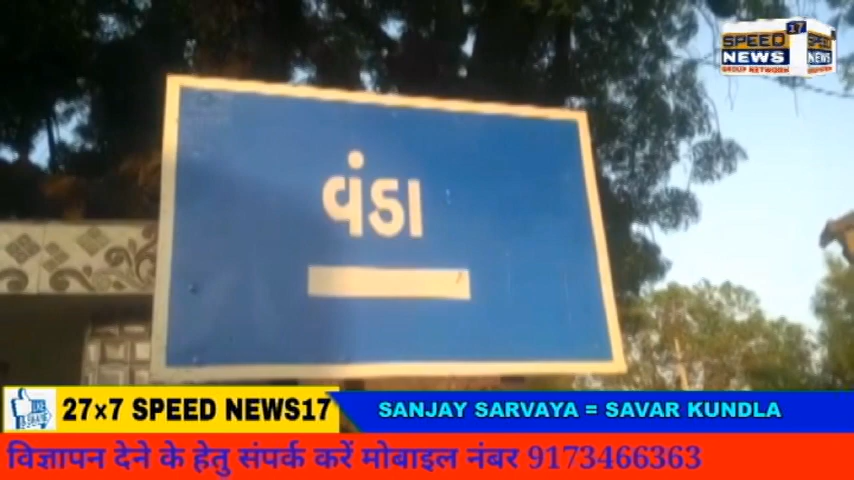 SPEED 17
NEWS
GROUP NETWORK
SPEED
NEWS
વંડા
27×7 SPEED NEWS17
SANJAY SARVAYA = SAVAR KUNDLA
विज्ञापन देने के हेतु संपर्क करें मोबाइल नंबर 9173466363